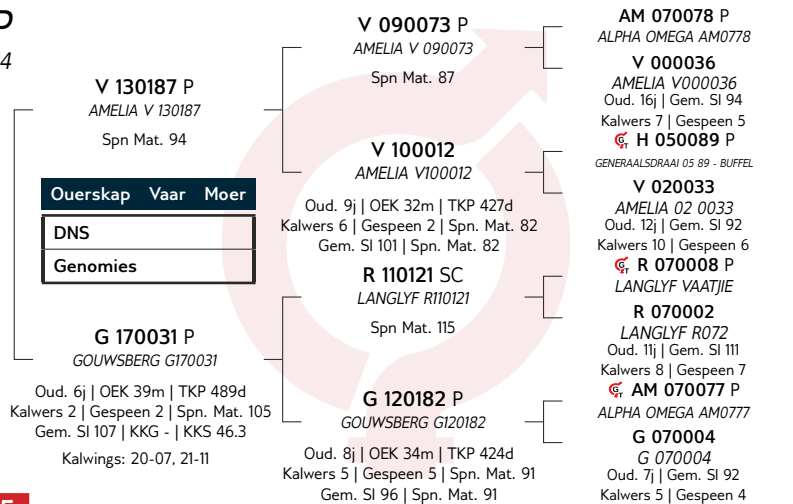 D
4
V 130187 P
AMELIA V 130187
Spn Mat. 94
Ouerskap Vaar Moer
DNS
Genomies
G 170031 P
GOUWSBERG G170031
Oud. 6j | OEK 39m | TKP 489d
Kalwers 2 | Gespeen 2 | Spn. Mat. 105
Gem. SI 107 | KKG - | KKS 46.3
Kalwings: 20-07, 21-11
V 090073 P
AMELIA V 090073
Spn Mat. 87
V 100012
AMELIA V100012
Oud. 9j | OEK 32m | TKP 427d
Kalwers 6 | Gespeen 2 | Spn. Mat. 82
Gem. SI 101 | Spn. Mat. 82
R 110121 SC
LANGLYF R110121
Spn Mat. 115
G 120182 P
GOUWSBERG G120182
Oud. 8j | OEK 34m | TKP 424d
Kalwers 5 | Gespeen 5 | Spn. Mat. 91
Gem. SI 96 | Spn. Mat. 91
AM 070078 P
ALPHA OMEGA AM0778
V 000036
AMELIA V000036
Oud. 16j | Gem. SI 94
Kalwers 7 | Gespeen 5
H 050089 P
GENERAALSDRAAI 05 89 - BUFFEL
V 020033
AMELIA 02 0033
Oud. 12j | Gem. SI 92
Kalwers 10 | Gespeen 6
R 070008 P
LANGLYF VAATJIE
R 070002
LANGLYF R072
Oud. 11j | Gem. SI 111
Kalwers 8 | Gespeen 7
AM 070077 P
ALPHA OMEGA AM0777
G 070004
G 070004
Oud. 7j | Gem. SI 92
Kalwers 5 | Gespeen 4